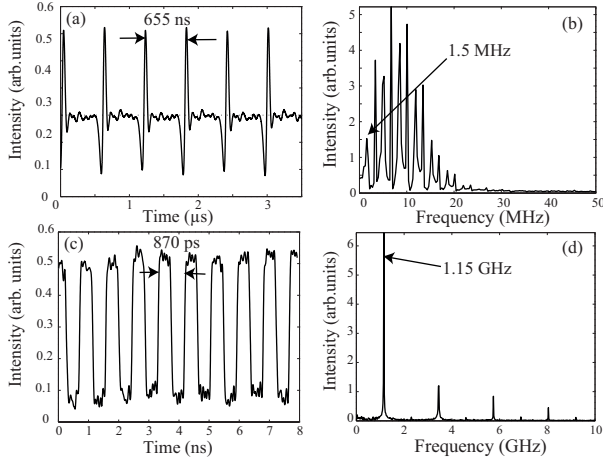 (a)
655 ns
Intensity (arb.units)
0.5
0.4
0.3
0.2
0.1
0
0 1 2 3
Time (µs)
(b)
1.5 MHz
Intensity (arb.units)
5
4
3
2
1
0
0 10 20 30 40 50
Frequency (MHz)
(c)
870 ps
Intensity (arb. units)
0.5
0.4
0.3
0.2
0.1
0
0 1 2 3 4 5 6 7 8
Time (ns)
(d)
1.15 GHz
Intensity (arb.units)
6
5
4
3
2
1
0
0 2 4 6 8 10
Frequency (GHz)